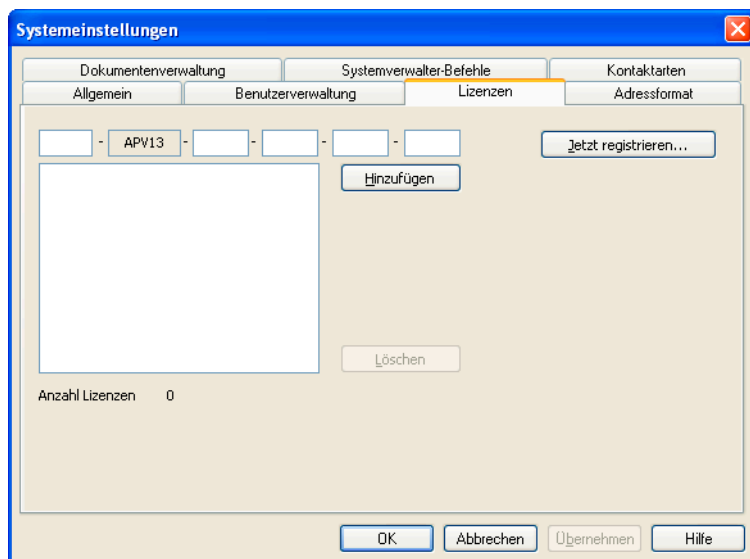 Systemeinstellungen
Dokumentenverwaltung Systemverwalter-Befehle Kontaktarten
Allgemein Benutzerverwaltung Lizenzen Adressformat
- APV13 - - - - Jetzt registrieren...
Hinzufügen
Löschen
Anzahl Lizenzen 0
OK Abbrechen Übernehmen Hilfe